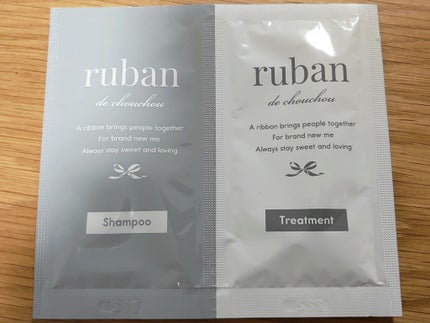 ruban
de chouchou
A ribbon brings people together
For brand new me
Always stay sweet and loving
Shampoo
ruban
de chouchou
A ribbon brings people together
For brand new me
Always stay sweet and loving
Treatment